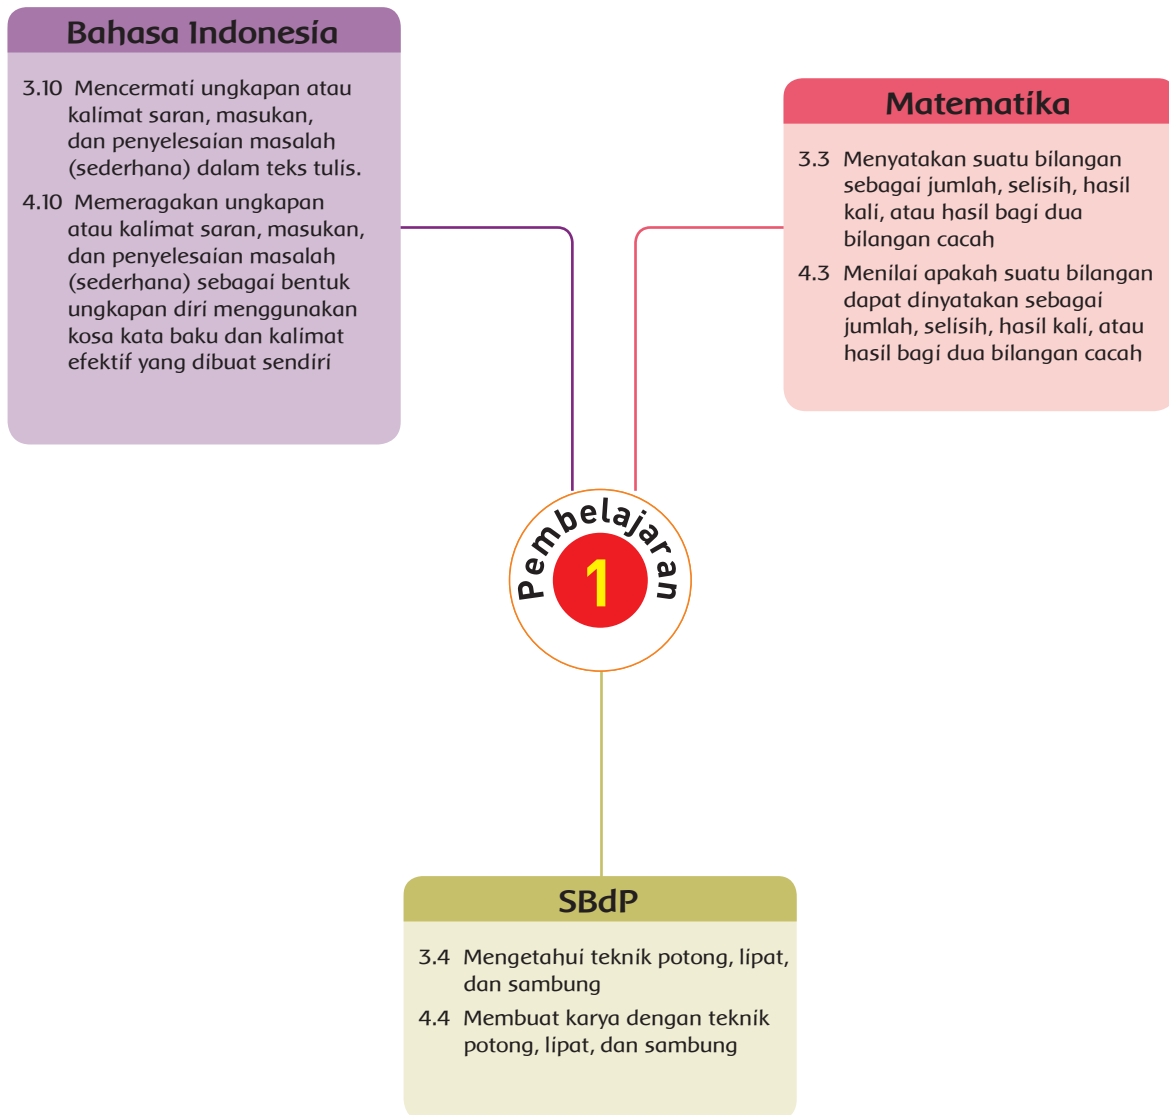 Bahasa Indonesia
3.10 Mencermati ungkapan atau
kalimat saran, masukan,
dan penyelesaian masalah
(sederhana) dalam teks tulis.
4.10 Memeragakan ungkapan
atau kalimat saran, masukan,
dan penyelesaian masalah
(sederhana) sebagai bentuk
ungkapan diri menggunakan
kosa kata baku dan kalimat
efektif yang dibuat sendiri
Matematika
3.3 Menyatakan suatu bilangan
sebagai jumlah, selisih, hasil
kali, atau hasil bagi dua
bilangan cacah
4.3 Menilai apakah suatu bilangan
dapat dinyatakan sebagai
jumlah, selisih, hasil kali, atau
hasil bagi dua bilangan cacah
Pembelajaran
1
SBdP
3.4 Mengetahui teknik potong, lipat,
dan sambung
4.4 Membuat karya dengan teknik
potong, lipat, dan sambung